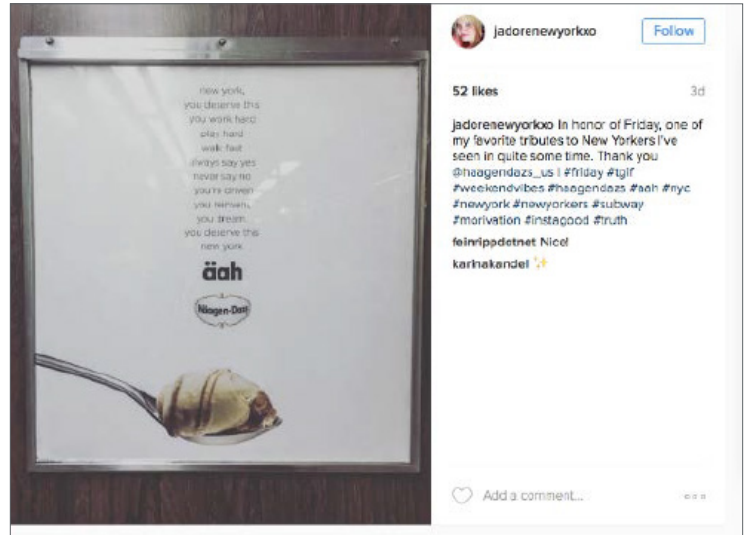 new york,
you deserve this
you work hard
play hard
walk fast
always say yes
never say no
you're driven
you
you dream
you deserve this
new york
äah
Häagen-Dazs
jadorenewyorkxo
Follow
52 likes
3d
jadorenewyorkxo In honor of Friday, one of
my favorite tributes to New Yorkers I've
seen in quite some time. Thank you
@haagendazs_us ! #friday #tgif
#weekendvibes #haagendazs #aah #nyc
#newyork #newyorkers #subway
#morivation #instagood #truth
feinrippdotnet Nice!
karinakandel
Add a comment...